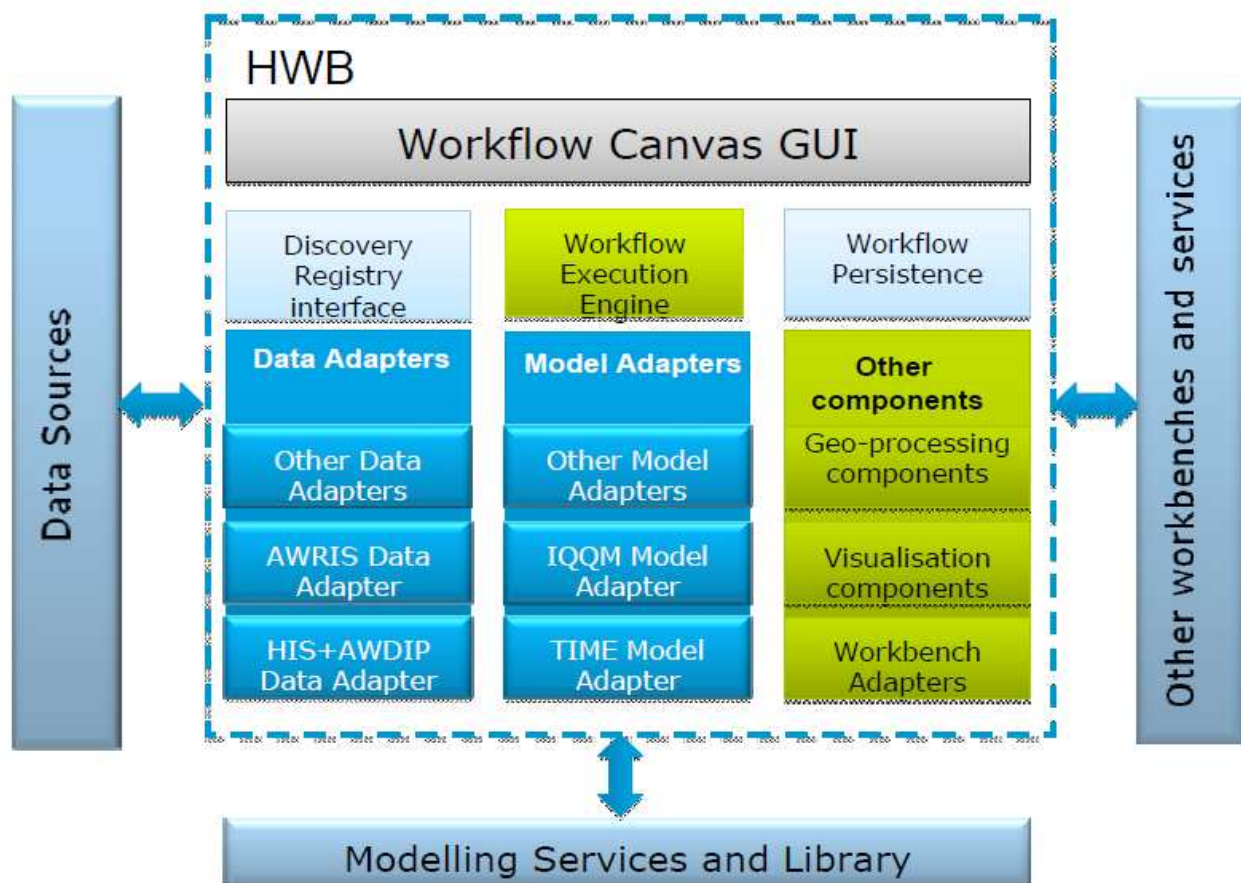 HWB
Workflow Canvas GUI
Data Sources
Discovery
Registry
interface
Workflow
Execution
Engine
Workflow
Persistence
Data Adapters
Other Data
Adapters
AWRIS Data
Adapter
HIS+AWDIP
Data Adapter
Model Adapters
Other Model
Adapters
IQQM Model
Adapter
TIME Model
Adapter
Other
components
Geo-processing
components
Visualisation
components
Workbench
Adapters
Other workbenches and services
Modelling Services and Library